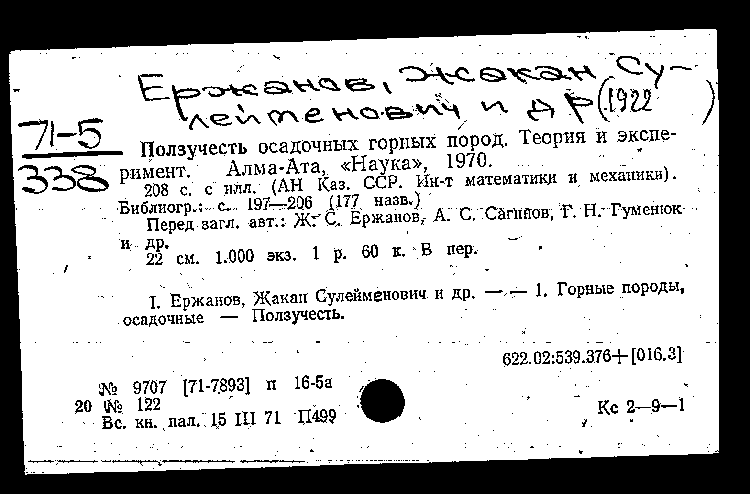 Ержанов, Жакан Су-
лейменович и др (1922 )
71-5
338
Ползучесть осадочных горных пород. Теория и экспе-
римент. Алма-Ата, «Наука», 1970.
208 с. с илл. (АН Каз. ССР. Ин-т математики и механики).
Библиогр.: с. 197—206 (177 назв.)
Перед загл. авт.: Ж. С. Ержанов, А. С. Сагинов, Г. Н. Гуменюк
и др.
22 см. 1.000 экз. 1 р. 60 к. В пер.
I. Ержанов, Жакан Сулейменович и др. — — 1. Горные породы,
осадочные — Ползучесть.
622.02:539.376+[016.3]
№ 9707 [71-7893] п 16-5а
20 № 122
Вс. кн. пал. 15 III 71 П499
Кс 2—9—1